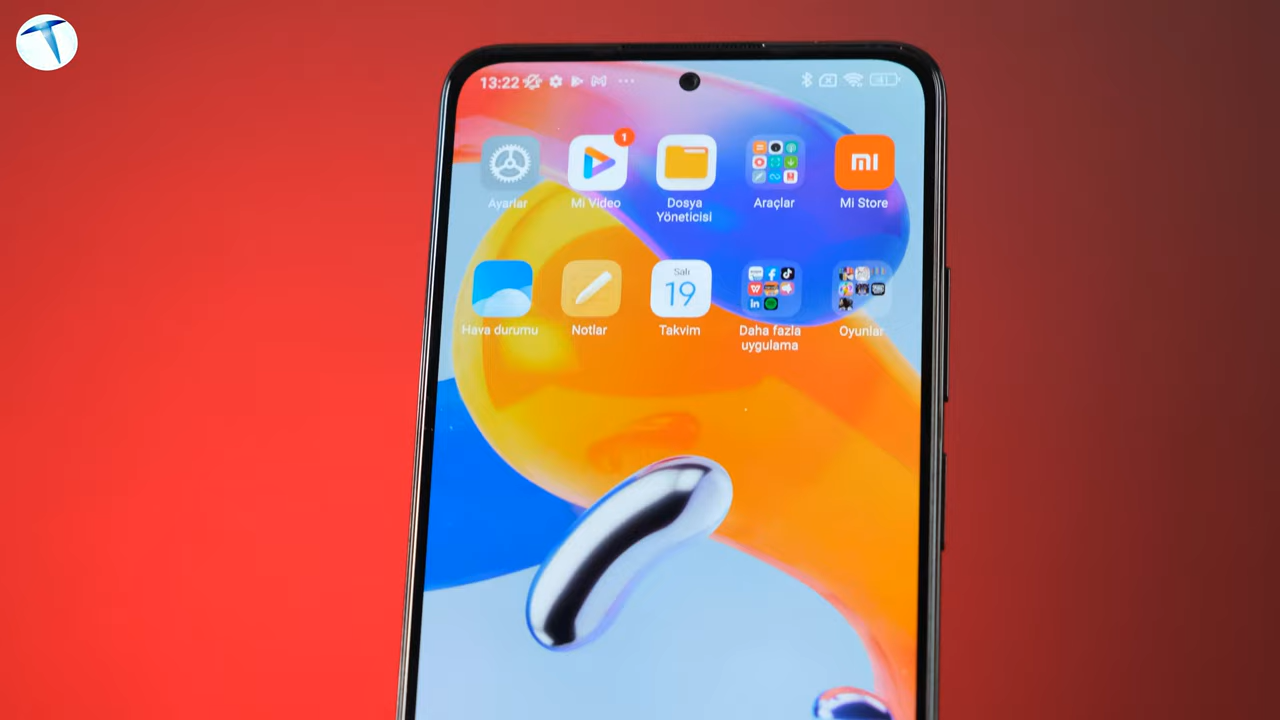 13:22
1
Ayarlar
Mi Video
Dosya
Yöneticisi
Araçlar
Mi Store
Salı
19
Hava durumu
Notlar
Takvim
Daha fazla
uygulama
Oyunlar